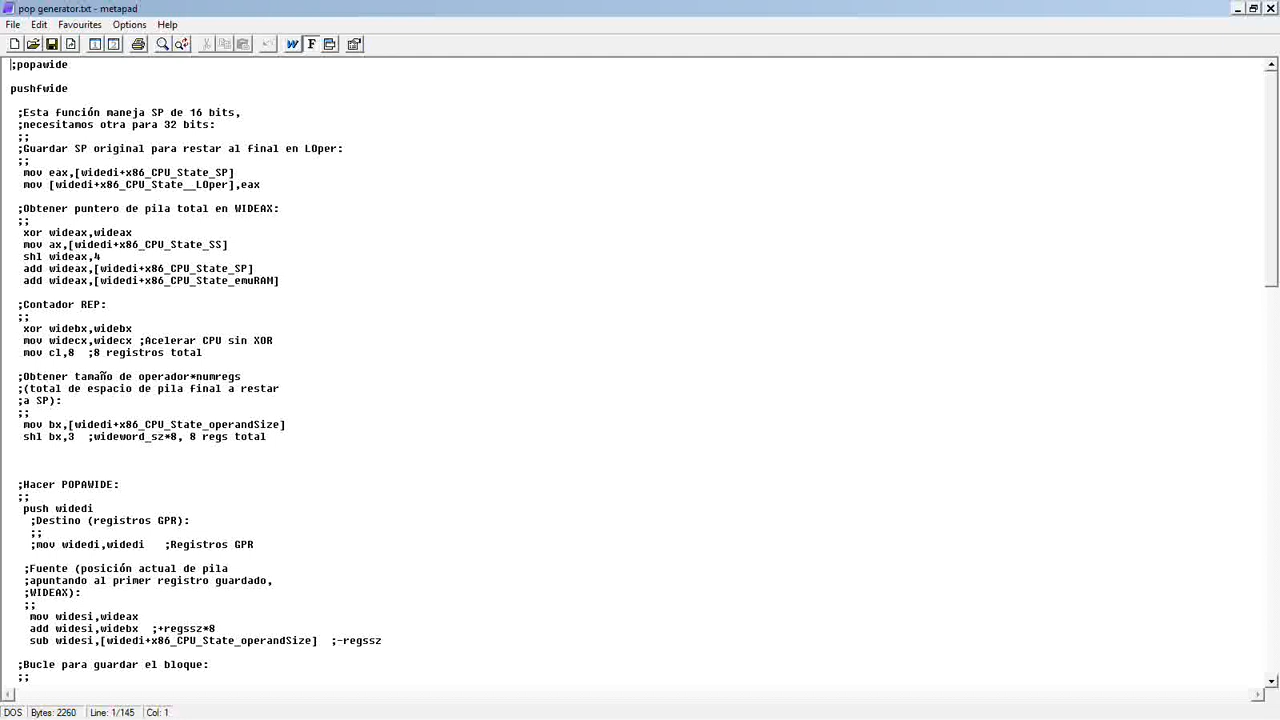 pop generator.txt - metapad
File Edit Favourites Options Help
;popawide
pushfwide
;Esta función maneja SP de 16 bits,
;necesitamos otra para 32 bits:
;;
;Guardar SP original para restar al final en LOper:
;;
mov eax,[widedi+x86_CPU_State_SP]
mov [widedi+x86_CPU_State__LOper],eax
;Obtener puntero de pila total en WIDEAX:
;;
xor wideax,wideax
mov ax,[widedi+x86_CPU_State_SS]
shl wideax,4
add wideax,[widedi+x86_CPU_State_SP]
add wideax,[widedi+x86_CPU_State_emuRAM]
;Contador REP:
;;
xor widebx,widebx
mov widecx,widecx ;Acelerar CPU sin XOR
mov cl,8 ;8 registros total
;Obtener tamaño de operador*numregs
;(total de espacio de pila final a restar
;a SP):
;;
mov bx,[widedi+x86_CPU_State_operandSize]
shl bx,3 ;wideword_sz*8, 8 regs total
;Hacer POPAWIDE:
;;
push widedi
;Destino (registros GPR):
;;
;mov widedi,widedi ;Registros GPR
;Fuente (posición actual de pila
;apuntando al primer registro guardado,
;WIDEAX):
;;
mov widesi,wideax
add widesi,widebx ;+regssz*8
sub widesi,[widedi+x86_CPU_State_operandSize] ;-regssz
;Bucle para guardar el bloque:
;;
DOS Bytes: 2260 Line: 1/145 Col: 1